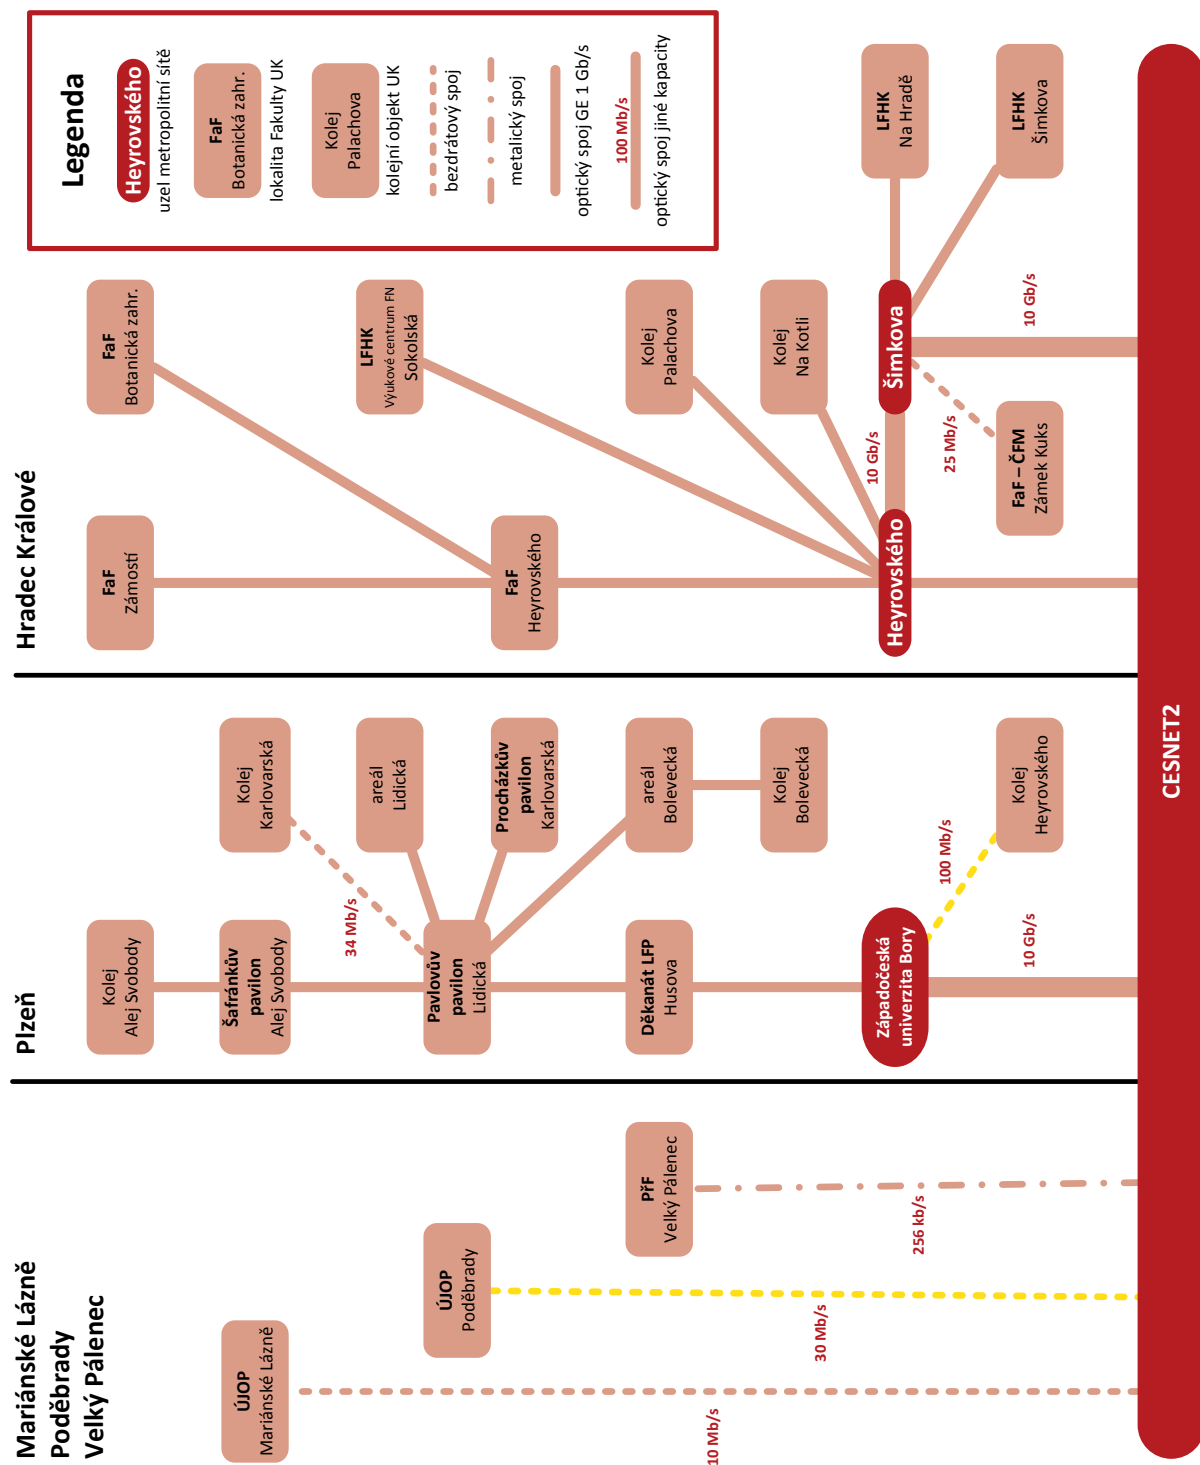 Mariánské Lázně
Poděbrady
Velký Pálenec
ÚJOP
Mariánské Lázně
10 Mb/s
ÚJOP
Poděbrady
30 Mb/s
PřF
Velký Pálenec
256 kb/s
Plzeň
Kolej
Alej Svobody
Šafránkův
pavilon
Alej Svobody
Kolej
Karlovarská
34 Mb/s
areál
Lidická
Pavlovův
pavilon
Lidická
Procházkův
pavilon
Karlovarská
Děkanát LFP
Husova
areál
Bolevecká
Kolej
Bolevecká
Západočeská
univerzita Bory
100 Mb/s
Kolej
Heyrovského
10 Gb/s
Hradec Králové
FaF
Zámostí
FaF
Botanická zahr.
LFHK
Výukové centrum FN
Sokolská
FaF
Heyrovského
Kolej
Palachova
Kolej
Na Kotli
Heyrovského
10 Gb/s
Šimkova
25 Mb/s
FaF – ČFM
Zámek Kuks
10 Gb/s
LFHK
Na Hradě
LFHK
Šimkova
CESNET2
Legenda
Heyrovského
uzel metropolitní sítě
FaF
Botanická zahr.
lokalita Fakulty UK
Kolej
Palachova
kolejní objekt UK
bezdrátový spoj
metalický spoj
optický spoj GE 1 Gb/s
100 Mb/s
optický spoj jiné kapacity